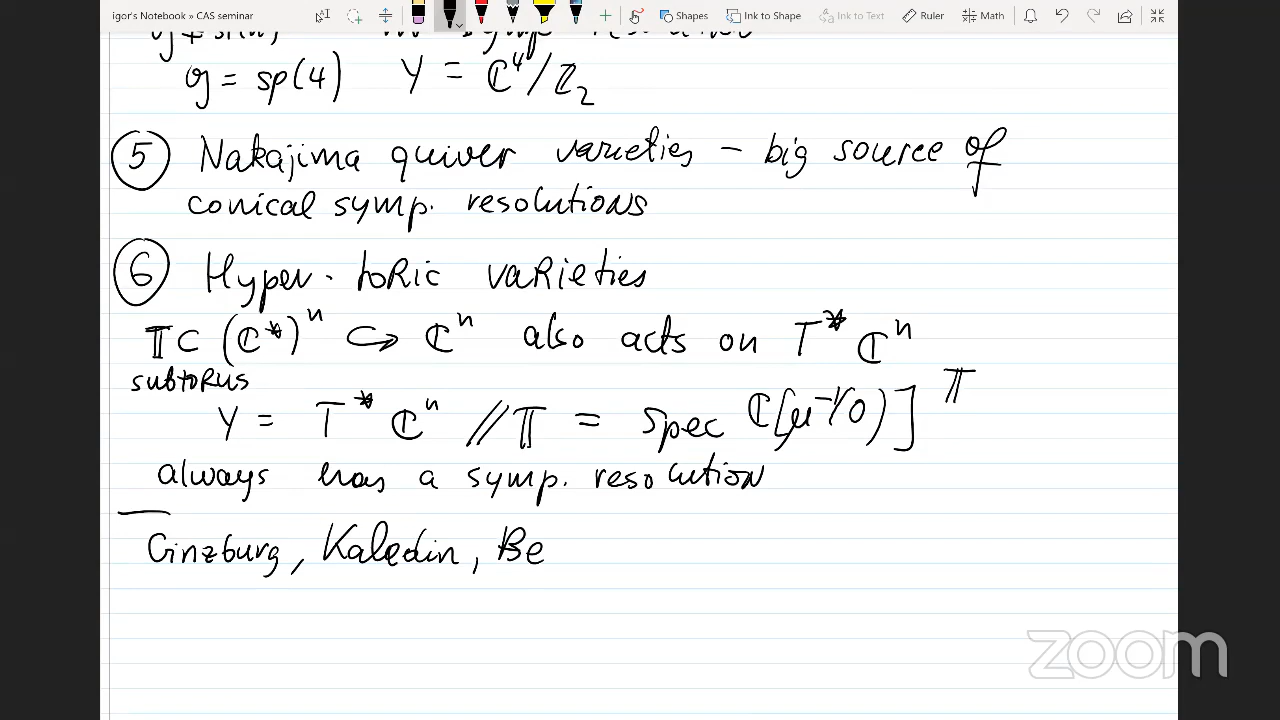 igor's Notebook » CAS seminar
Shapes Ink to Shape Ink to Text Ruler Math
g = sp(4) Y = ℂ⁴/ℤ₂
⑤ Nakajima quiver varieties – big source of
conical symp. resolutions
⑥ Hyper-toric varieties
𝕋 ⊂ (ℂ*)ⁿ ↪ ℂⁿ also acts on T*ℂⁿ
subtorus
Y = T*ℂⁿ // 𝕋 = Spec ℂ[μ⁻¹(0)]^𝕋
always has a symp. resolution
Ginzburg, Kaledin, Be
zoom